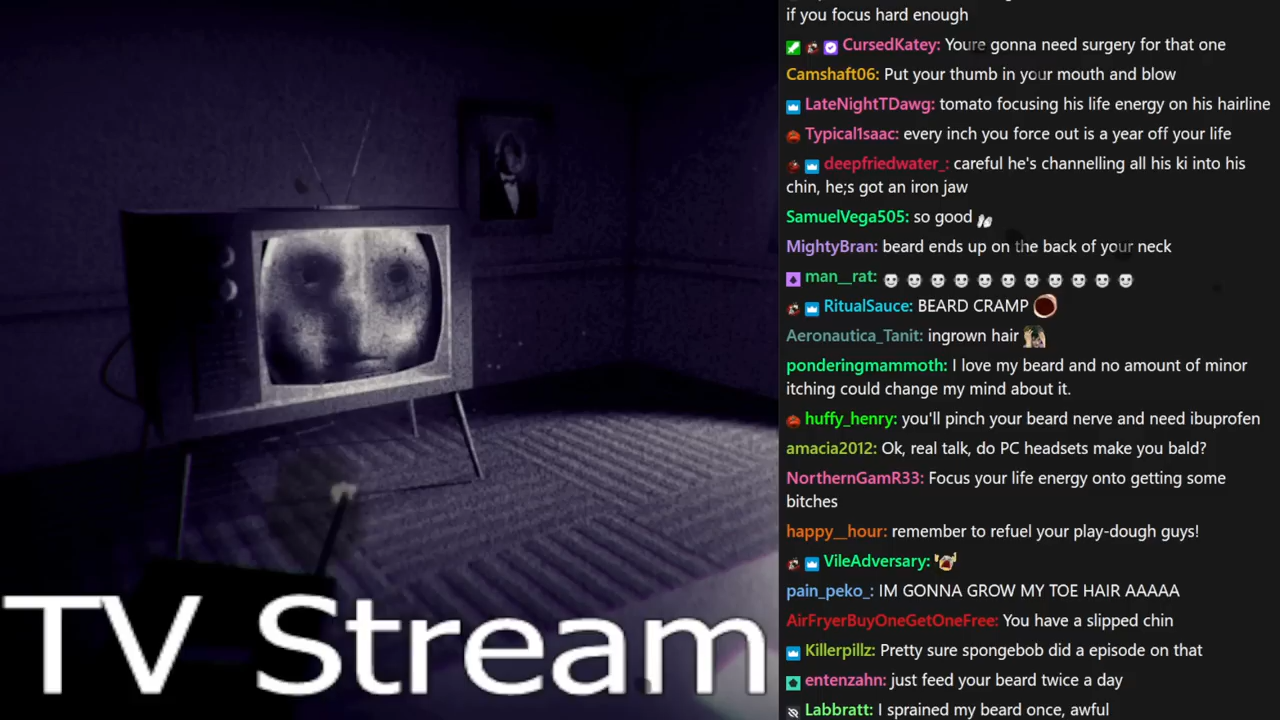 if you focus hard enough
CursedKatey: Youre gonna need surgery for that one
Camshaft06: Put your thumb in your mouth and blow
LateNightTDawg: tomato focusing his life energy on his hairline
Typical1saac: every inch you force out is a year off your life
deepfriedwater_: careful he's channelling all his ki into his
chin, he;s got an iron jaw
SamuelVega505: so good
MightyBran: beard ends up on the back of your neck
man__rat:
RitualSauce: BEARD CRAMP
Aeronautica_Tanit: ingrown hair
ponderingmammoth: I love my beard and no amount of minor
itching could change my mind about it.
huffy_henry: you'll pinch your beard nerve and need ibuprofen
amacia2012: Ok, real talk, do PC headsets make you bald?
NorthernGamR33: Focus your life energy onto getting some
bitches
happy__hour: remember to refuel your play-dough guys!
VileAdversary:
pain_peko_: IM GONNA GROW MY TOE HAIR AAAAA
AirFryerBuyOneGetOneFree: You have a slipped chin
Killerpillz: Pretty sure spongebob did a episode on that
entenzahn: just feed your beard twice a day
Labbratt: I sprained my beard once, awful
TV Stream